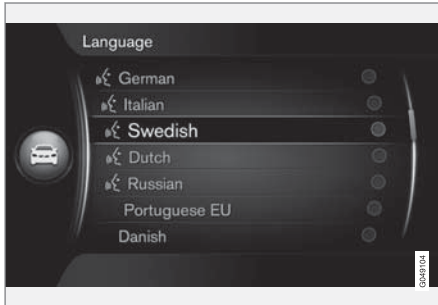 Language
German
Italian
Swedish
Dutch
Russian
Portuguese EU
Danish
G049104